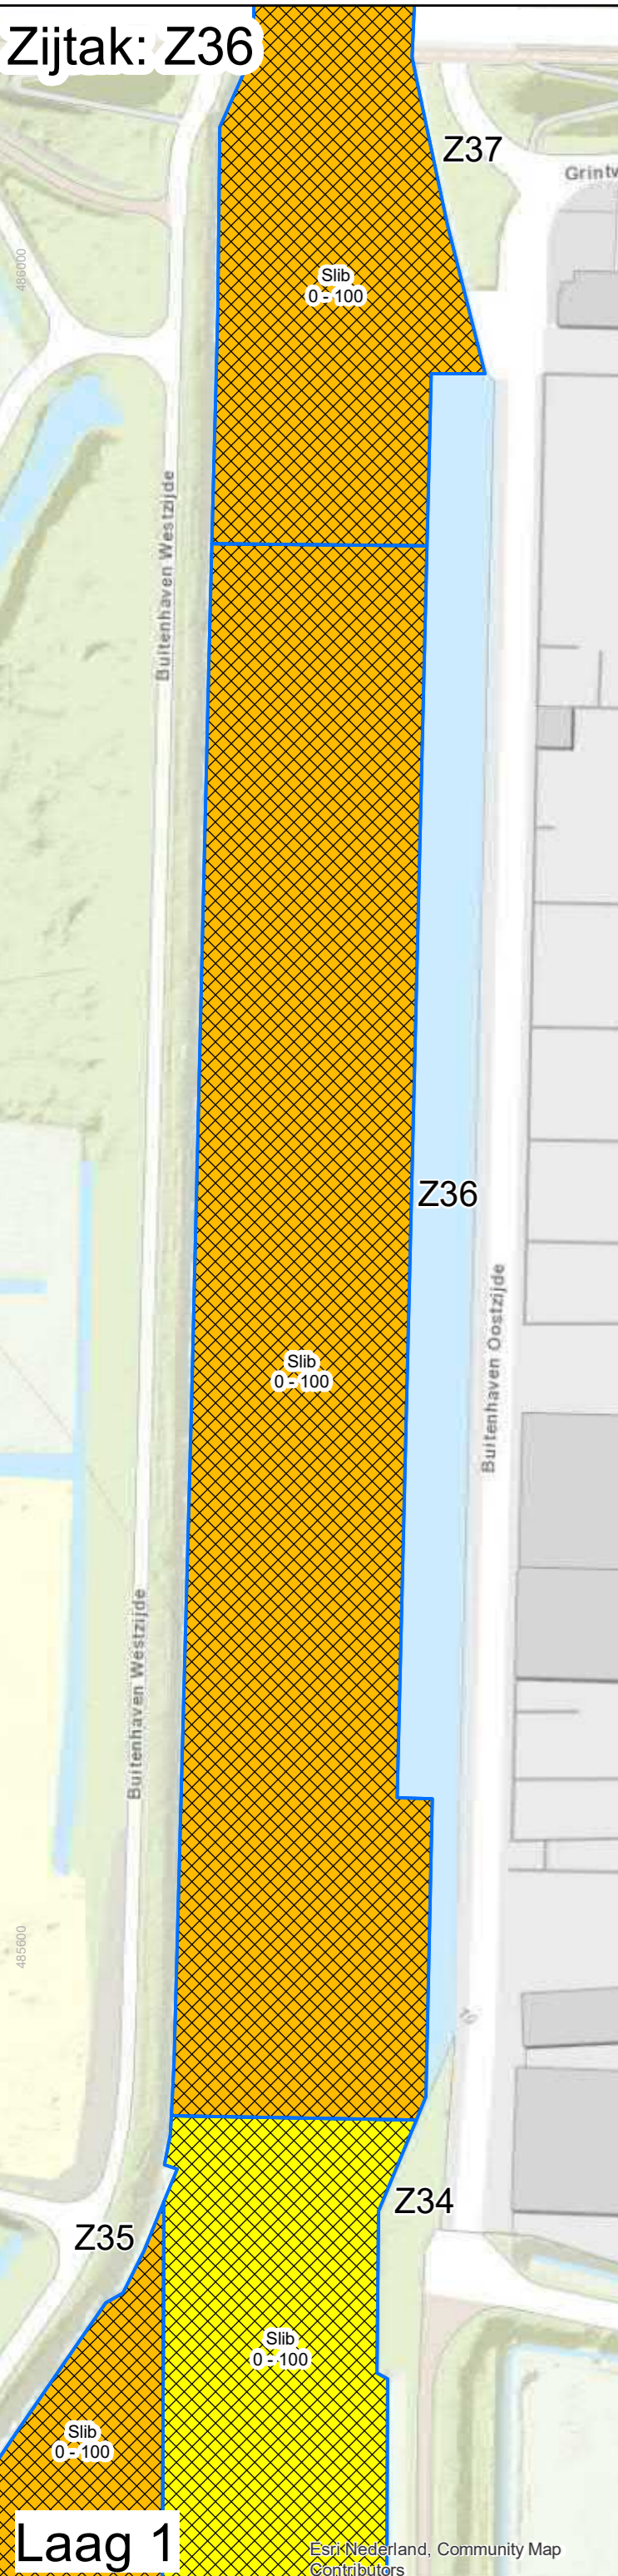 Zijtak: Z36
Z37
Grintw
486000
Slib
0 - 100
Buitenhaven Westzijde
Z36
Buitenhaven Oostzijde
Slib
0 - 100
Buitenhaven Westzijde
485600
Z34
Z35
Slib
0 - 100
Slib
0 - 100
Laag 1
Esri Nederland, Community Map
Contributors